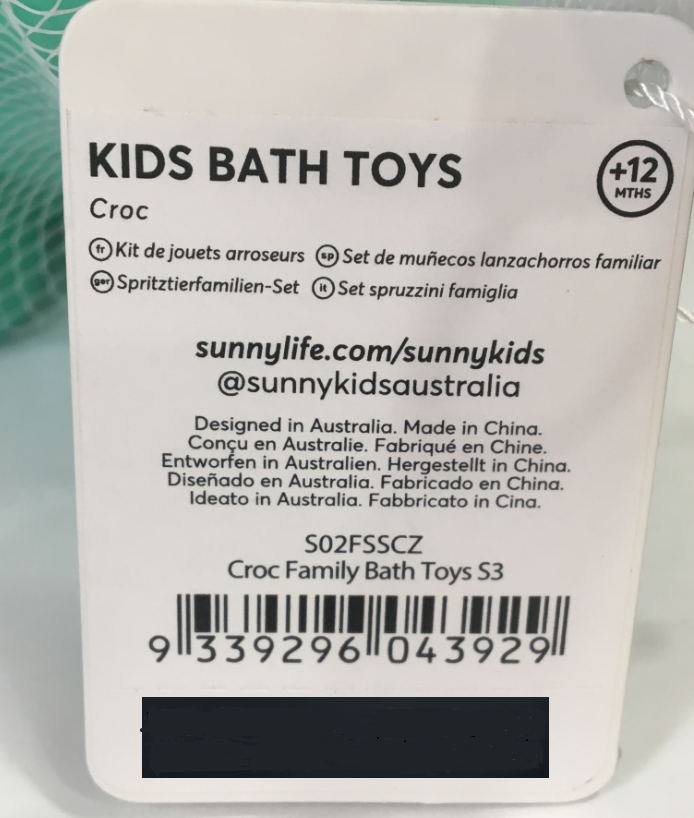 KIDS BATH TOYS
+12
MTHS
Croc
fr Kit de jouets arroseurs sp Set de muñecos lanzachorros familiar
ger Spritztierfamilien-Set it Set spruzzini famiglia
sunnylife.com/sunnykids
@sunnykidsaustralia
Designed in Australia. Made in China.
Conçu en Australie. Fabriqué en Chine.
Entworfen in Australien. Hergestellt in China.
Diseñado en Australia. Fabricado en China.
Ideato in Australia. Fabbricato in Cina.
S02FSSCZ
Croc Family Bath Toys S3
9 339296 043929